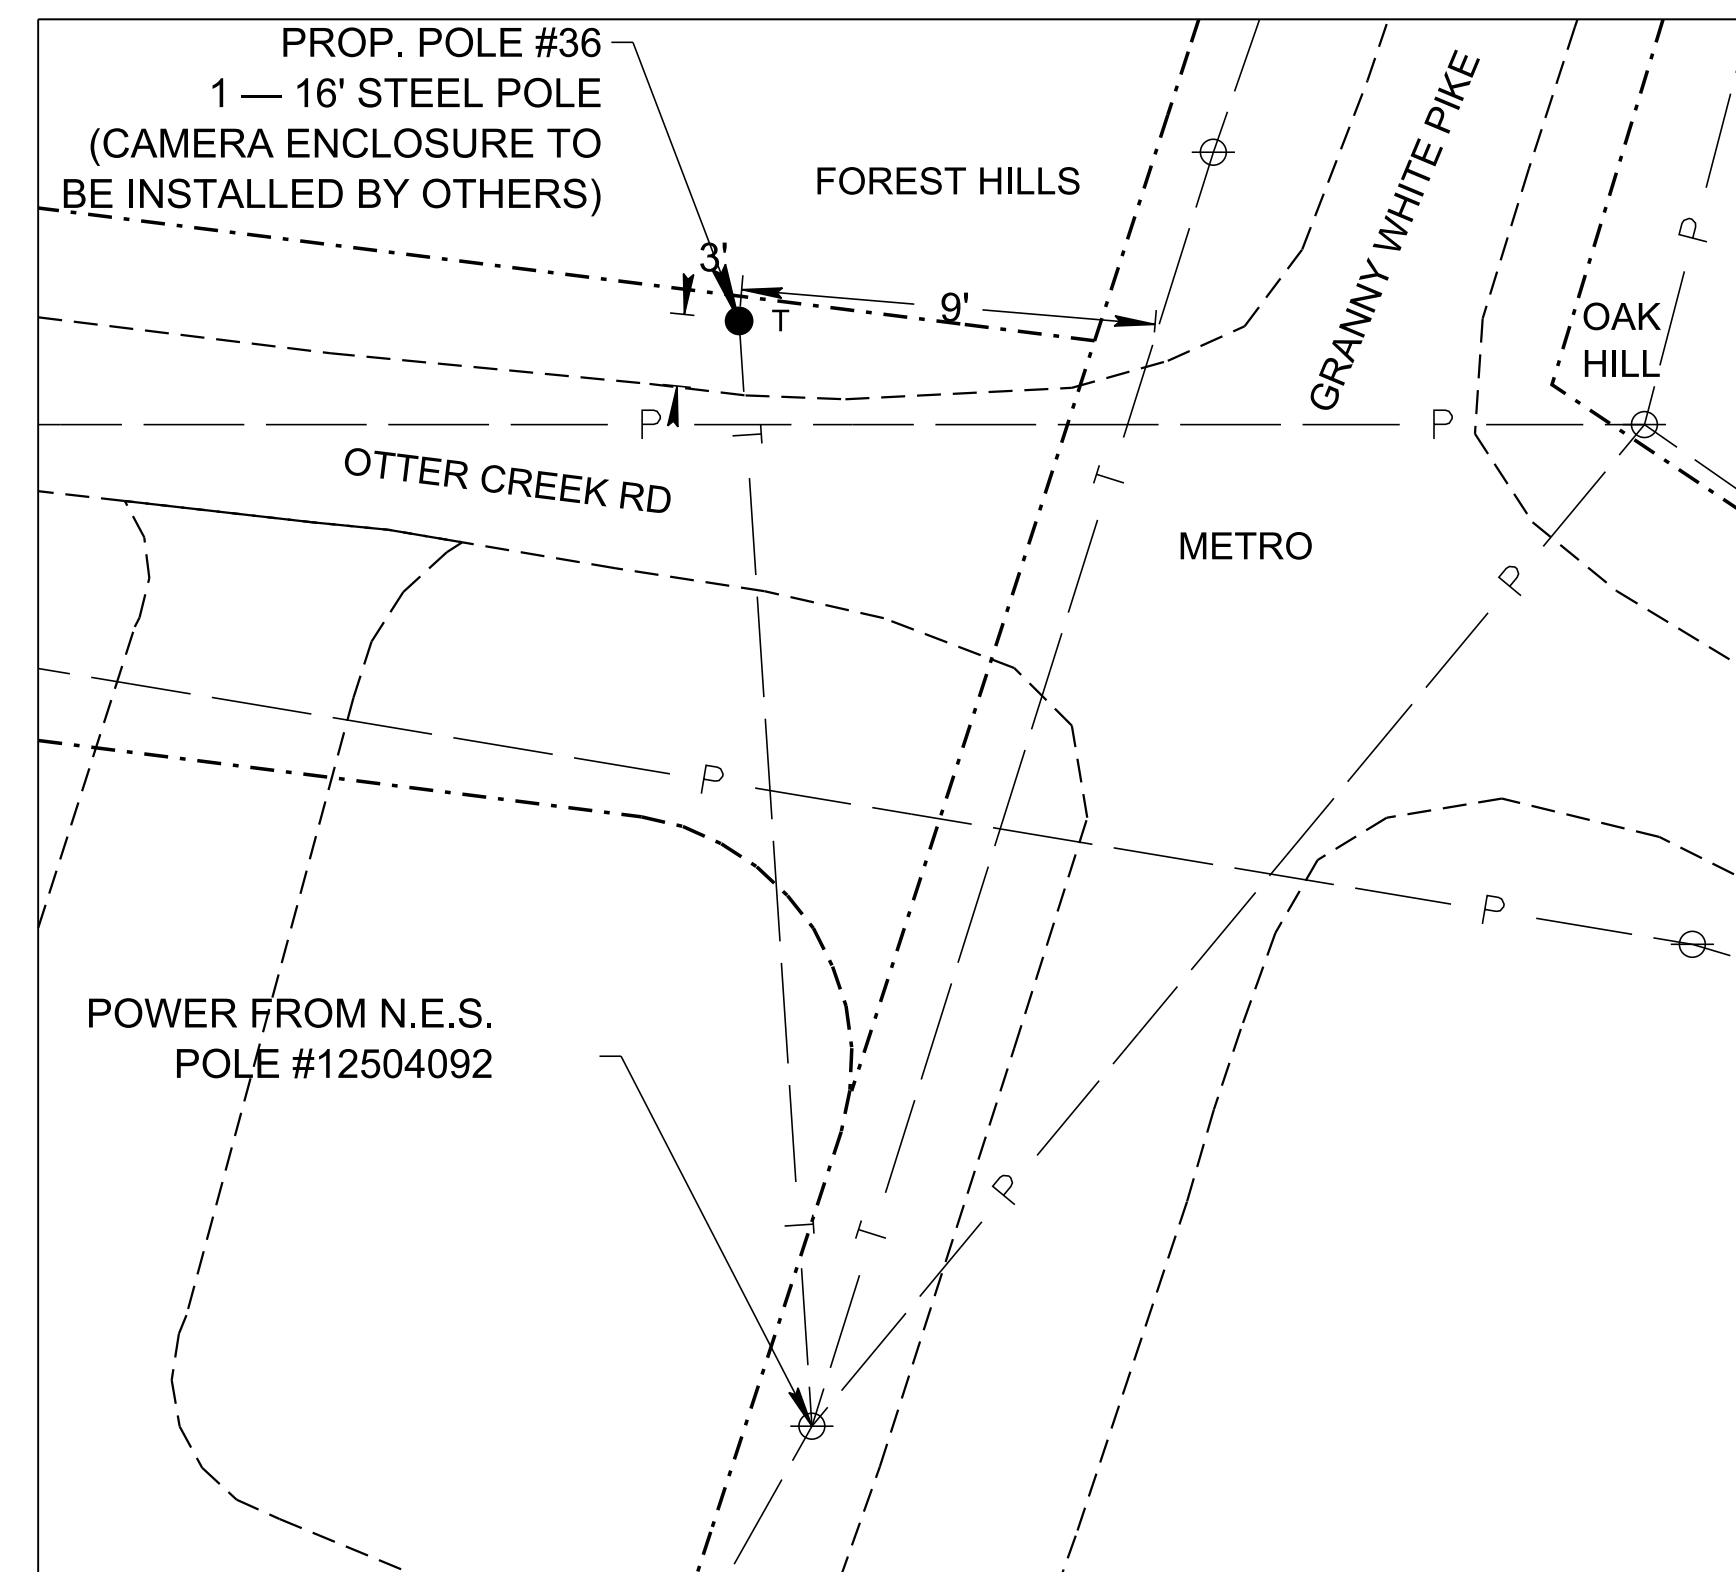 PROP. POLE #36
1 — 16' STEEL POLE
(CAMERA ENCLOSURE TO
BE INSTALLED BY OTHERS)
FOREST HILLS
GRANNY WHITE PIKE
P
3'
9'
T
OAK
HILL
P
P
T
OTTER CREEK RD
T
METRO
P
P
P
POWER FROM N.E.S.
POLE #12504092
P
T
T